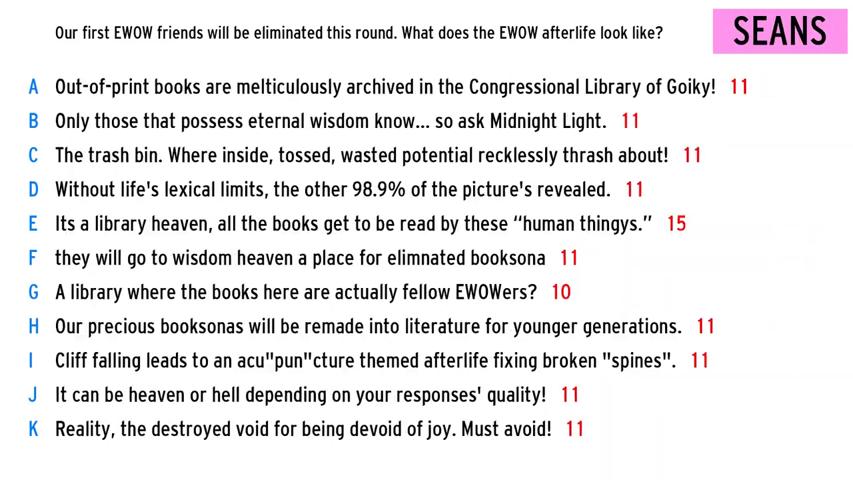 Our first EWOW friends will be eliminated this round. What does the EWOW afterlife look like?
SEANS
A Out-of-print books are melticulously archived in the Congressional Library of Goiky! 11
B Only those that possess eternal wisdom know... so ask Midnight Light. 11
C The trash bin. Where inside, tossed, wasted potential recklessly thrash about! 11
D Without life's lexical limits, the other 98.9% of the picture's revealed. 11
E Its a library heaven, all the books get to be read by these “human thingys.” 15
F they will go to wisdom heaven a place for elimnated booksona 11
G A library where the books here are actually fellow EWOWers? 10
H Our precious booksonas will be remade into literature for younger generations. 11
I Cliff falling leads to an acu"pun"cture themed afterlife fixing broken "spines". 11
J It can be heaven or hell depending on your responses' quality! 11
K Reality, the destroyed void for being devoid of joy. Must avoid! 11